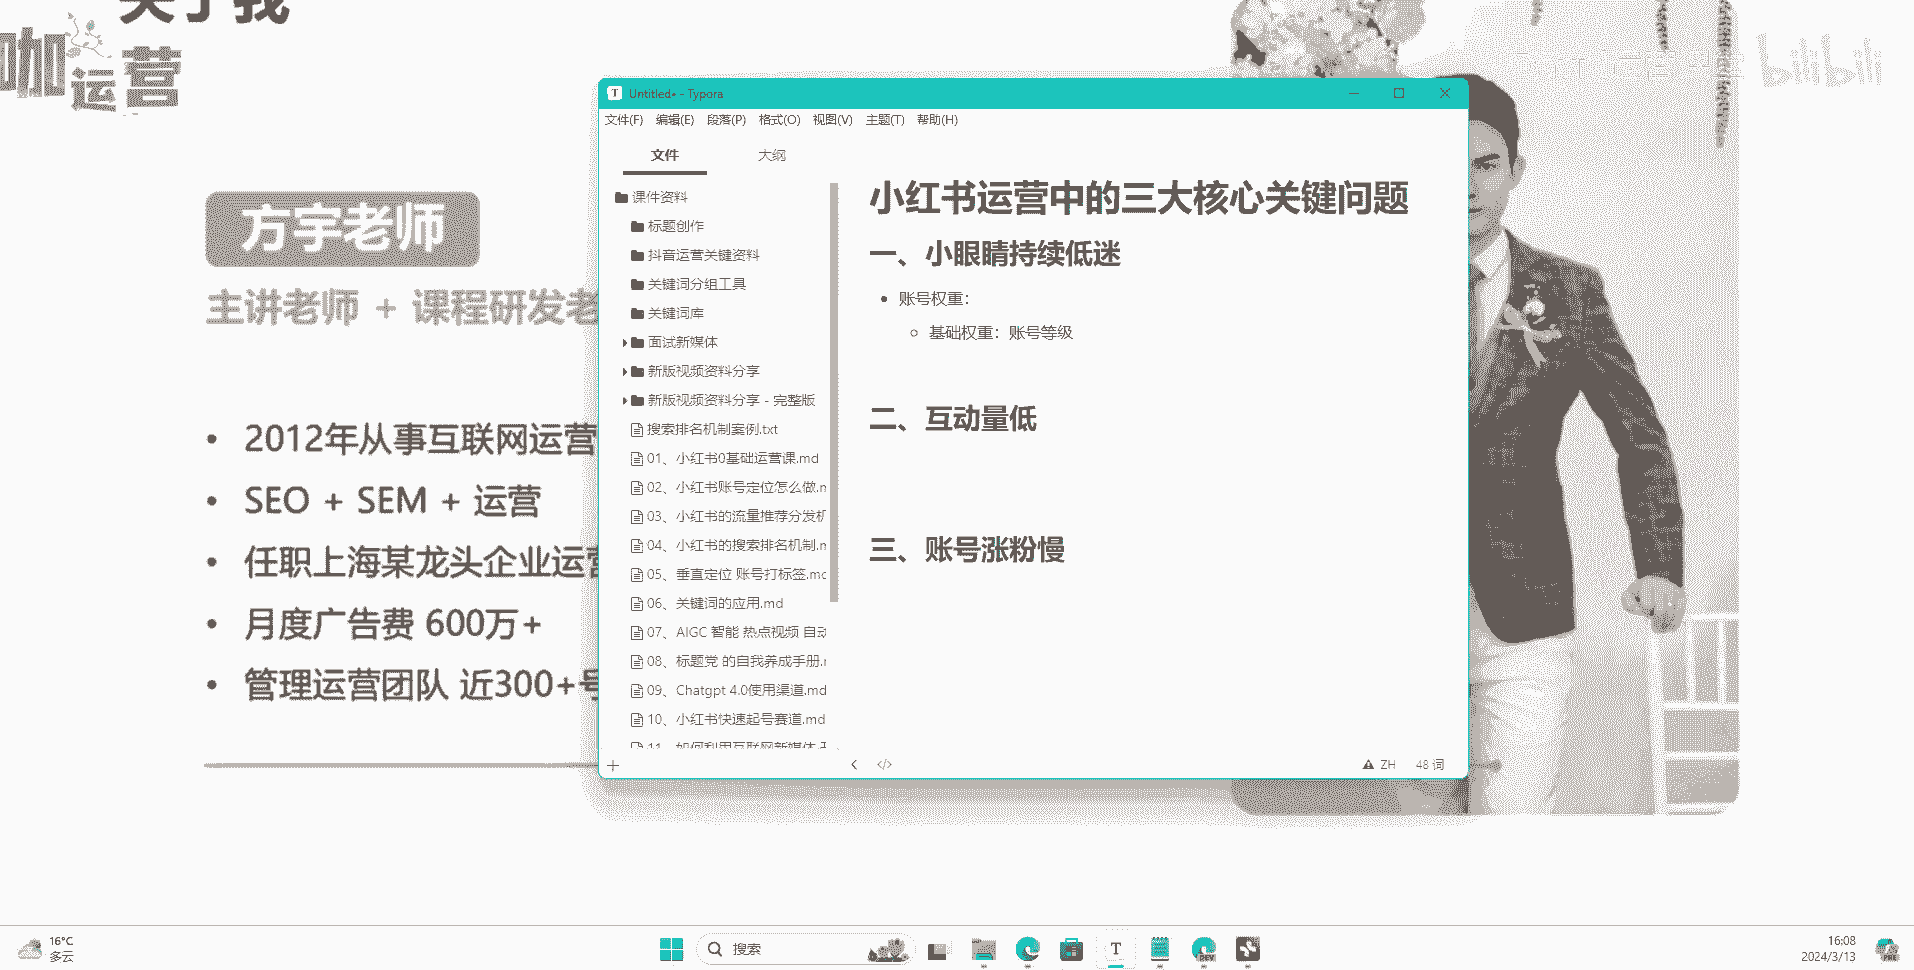 关于我
咖运营
bilibili
方宇老师
主讲老师 + 课程研发老
• 2012年从事互联网运营
• SEO + SEM + 运营
• 任职上海某龙头企业运营
• 月度广告费 600万+
• 管理运营团队 近300+号
Untitled• - Typora
文件(F) 编辑(E) 段落(P) 格式(O) 视图(V) 主题(T) 帮助(H)
文件 大纲
课件资料
标题创作
抖音运营关键资料
关键词分组工具
关键词库
面试新媒体
新版视频资料分享
新版视频资料分享 - 完整版
搜索排名机制案例.txt
01、小红书0基础运营课.md
02、小红书账号定位怎么做.m
03、小红书的流量推荐分发机
04、小红书的搜索排名机制.m
05、垂直定位 账号打标签.md
06、关键词的应用.md
07、AIGC 智能 热点视频 自动
08、标题党 的自我养成手册.
09、Chatgpt 4.0使用渠道.md
10、小红书快速起号赛道.md
11、如何利用互联网新媒体
小红书运营中的三大核心关键问题
一、小眼睛持续低迷
• 账号权重：
○ 基础权重：账号等级
二、互动量低
三、账号涨粉慢
ZH 48 词
16°C
多云
搜索
DEV
16:08
2024/3/13
PRE